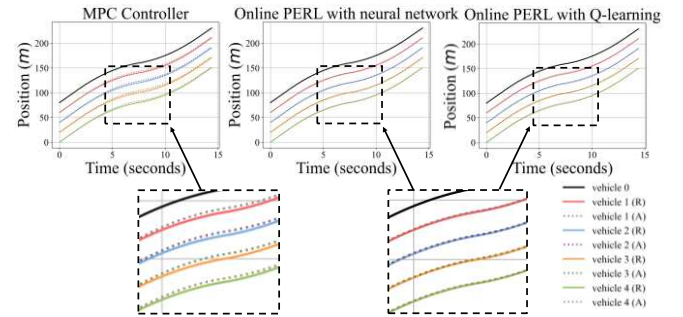 MPC Controller
Online PERL with neural network
Online PERL with Q-learning
Position (m)
200
150
100
50
0
0
5
10
15
Time (seconds)
Position (m)
200
150
100
50
0
0
5
10
15
Time (seconds)
Position (m)
200
150
100
50
0
0
5
10
15
Time (seconds)
vehicle 0
vehicle 1 (R)
vehicle 1 (A)
vehicle 2 (R)
vehicle 2 (A)
vehicle 3 (R)
vehicle 3 (A)
vehicle 4 (R)
vehicle 4 (A)